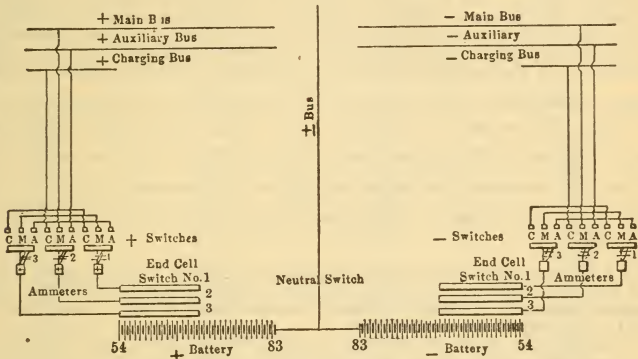 + Main Bus
+ Auxiliary Bus
+ Charging Bus
− Main Bus
− Auxiliary
− Charging Bus
± Bus
C M A C M A C M A
#3 #2 #1
+ Switches
Ammeters
End Cell
Switch No.1
2
3
54 83
+ Battery
Neutral Switch
C M A C M A C M A
#3 #2 #1
− Switches
Ammeters
End Cell
Switch No.1
2
3
83 54
− Battery